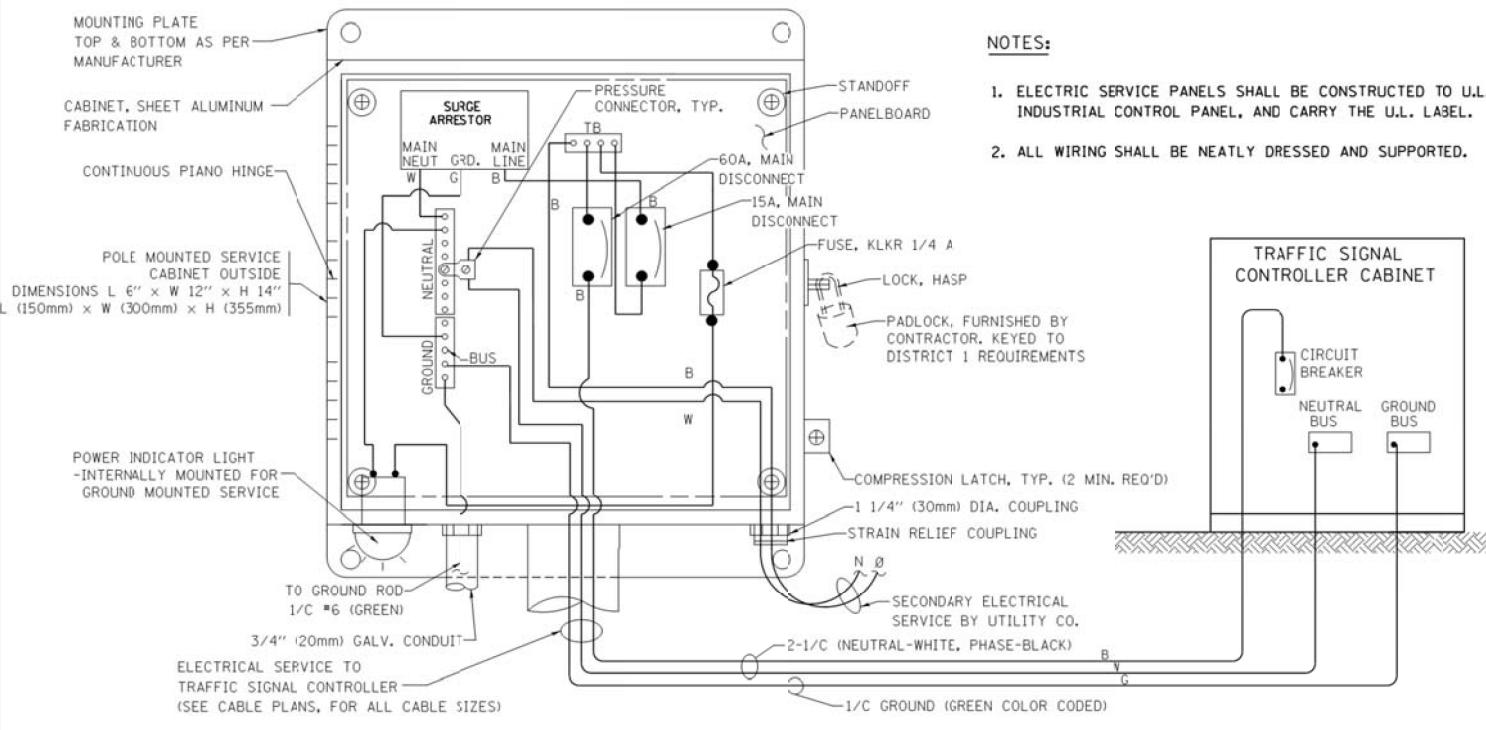 MOUNTING PLATE
TOP & BOTTOM AS PER
MANUFACTURER
CABINET, SHEET ALUMINUM
FABRICATION
CONTINUOUS PIANO HINGE
POLE MOUNTED SERVICE
CABINET OUTSIDE
DIMENSIONS L 6" × W 12" × H 14"
L (150mm) × W (300mm) × H (355mm)
POWER INDICATOR LIGHT
-INTERNALLY MOUNTED FOR
GROUND MOUNTED SERVICE
SURGE
ARRESTOR
MAIN
NEUT
GRD.
MAIN
LINE
W
G
B
PRESSURE
CONNECTOR, TYP.
TB
STANDOFF
PANELBOARD
60A, MAIN
DISCONNECT
15A, MAIN
DISCONNECT
B
B
B
FUSE, KLKR 1/4 A
NEUTRAL
GROUND
BUS
LOCK, HASP
PADLOCK, FURNISHED BY
CONTRACTOR. KEYED TO
DISTRICT 1 REQUIREMENTS
B
W
COMPRESSION LATCH, TYP. (2 MIN. REQ'D)
1 1/4" (30mm) DIA. COUPLING
STRAIN RELIEF COUPLING
N Ø
SECONDARY ELECTRICAL
SERVICE BY UTILITY CO.
TO GROUND ROD
1/C #6 (GREEN)
3/4" (20mm) GALV. CONDUIT
ELECTRICAL SERVICE TO
TRAFFIC SIGNAL CONTROLLER
(SEE CABLE PLANS, FOR ALL CABLE SIZES)
2-1/C (NEUTRAL-WHITE, PHASE-BLACK)
B
W
G
1/C GROUND (GREEN COLOR CODED)
NOTES:
1. ELECTRIC SERVICE PANELS SHALL BE CONSTRUCTED TO U.L
INDUSTRIAL CONTROL PANEL, AND CARRY THE U.L. LABEL.
2. ALL WIRING SHALL BE NEATLY DRESSED AND SUPPORTED.
TRAFFIC SIGNAL
CONTROLLER CABINET
CIRCUIT
BREAKER
NEUTRAL
BUS
GROUND
BUS